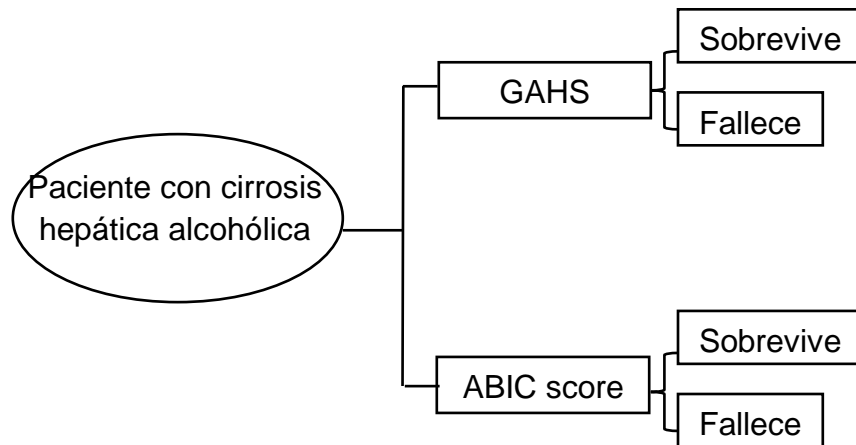 Sobrevive
GAHS
Fallece
Paciente con cirrosis
hepática alcohólica
Sobrevive
ABIC score
Fallece